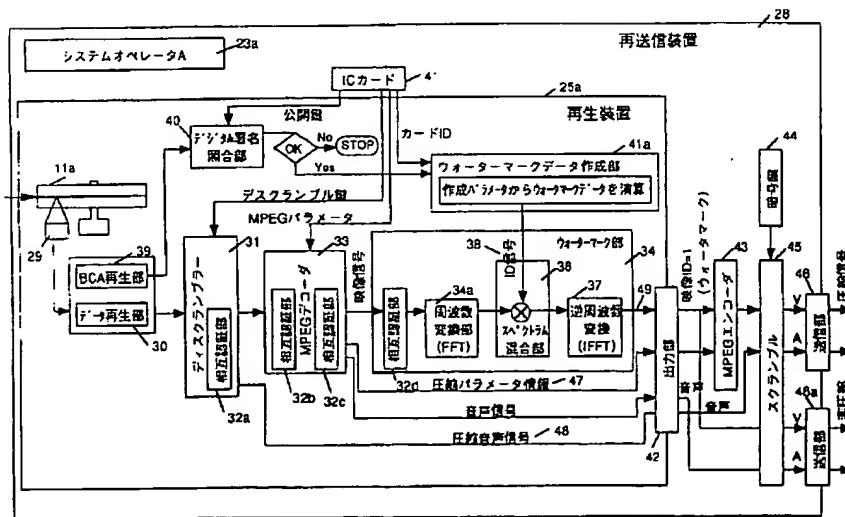 28
再送信装置
システムオペレータA
23a
ICカード
41
25a
再生装置
公開鍵
40
デジタル署名
照合部
OK
No
STOP
Yes
カードID
41a
ウォーターマークデータ作成部
作成パラメータからウォータマークデータを演算
44
暗号鍵
11a
29
デスクランブル鍵
MPEGパラメータ
39
BCA再生部
データ再生部
30
31
ディスクランブラー
相互認証部
32a
33
MPEGデコーダ
相互認証部
相互認証部
32b
32c
映像信号
ウォーターマーク部
34
相互認証部
32d
34a
周波数
変換部
(FFT)
38
ID信号
36
スペクトラム
混合部
37
逆周波数
変換
(IFFT)
49
出力部
42
映像ID=1
(ウォータマーク)
43
MPEGエンコーダ
45
スクランブル
46
送信部
圧縮信号
V
A
46a
送信部
V
A
圧縮パラメータ情報
47
音声信号
圧縮音声信号
48
音声